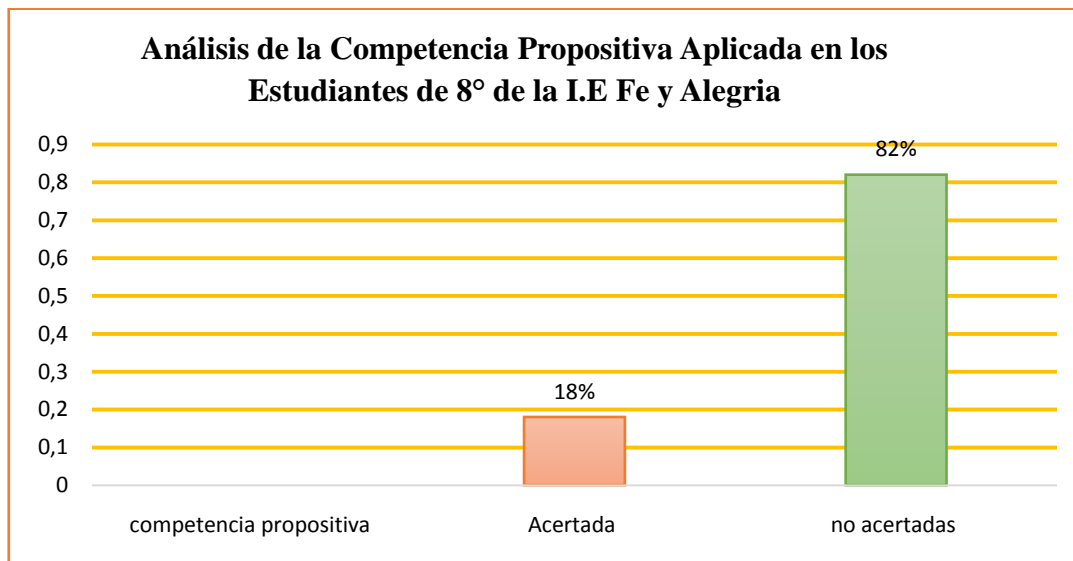 Análisis de la Competencia Propositiva Aplicada en los
Estudiantes de 8° de la I.E Fe y Alegria
0,9
0,8
0,7
0,6
0,5
0,4
0,3
0,2
0,1
0
82%
18%
competencia propositiva
Acertada
no acertadas